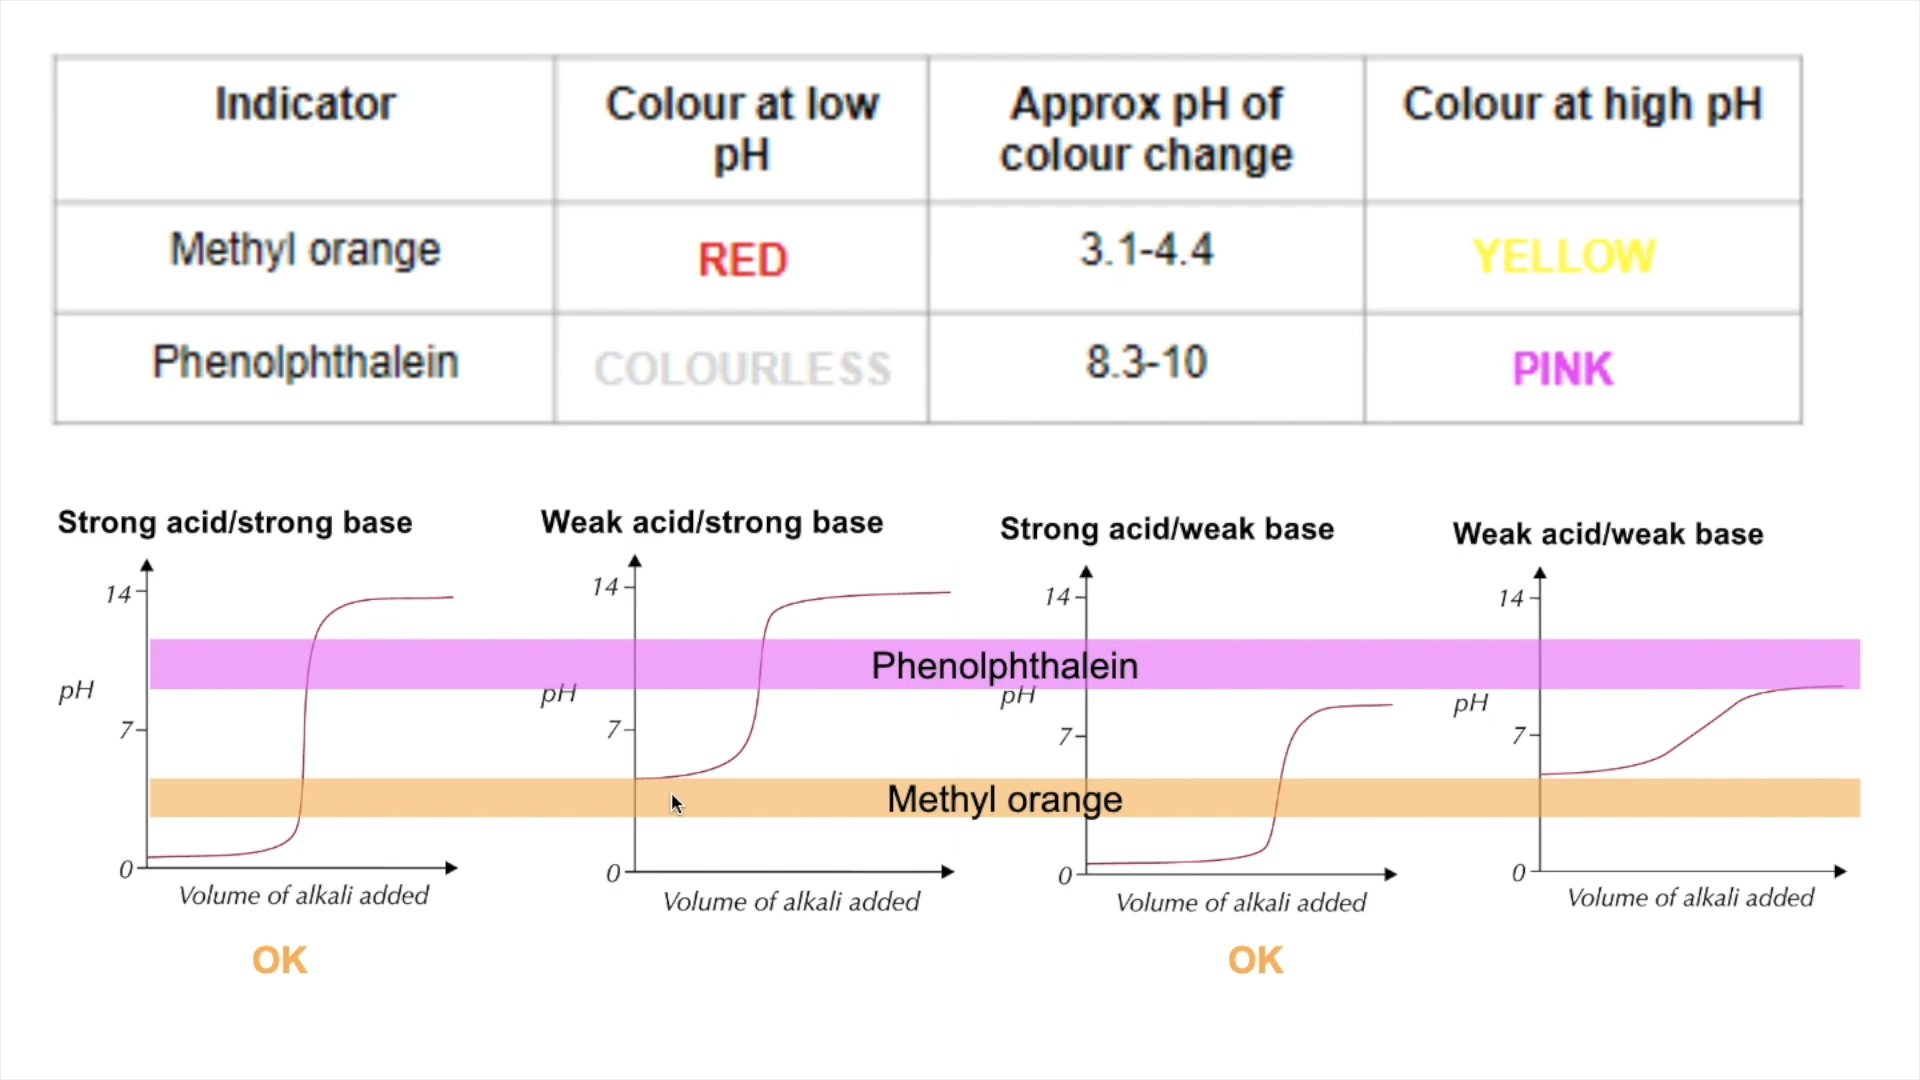 Indicator
Colour at low
pH
Approx pH of
colour change
Colour at high pH
Methyl orange
RED
3.1-4.4
YELLOW
Phenolphthalein
COLOURLESS
8.3-10
PINK
Strong acid/strong base
14
pH
7
0
Volume of alkali added
OK
Weak acid/strong base
14
pH
7
0
Volume of alkali added
Strong acid/weak base
14
pH
7
0
Volume of alkali added
OK
Weak acid/weak base
14
pH
7
0
Volume of alkali added
Phenolphthalein
Methyl orange